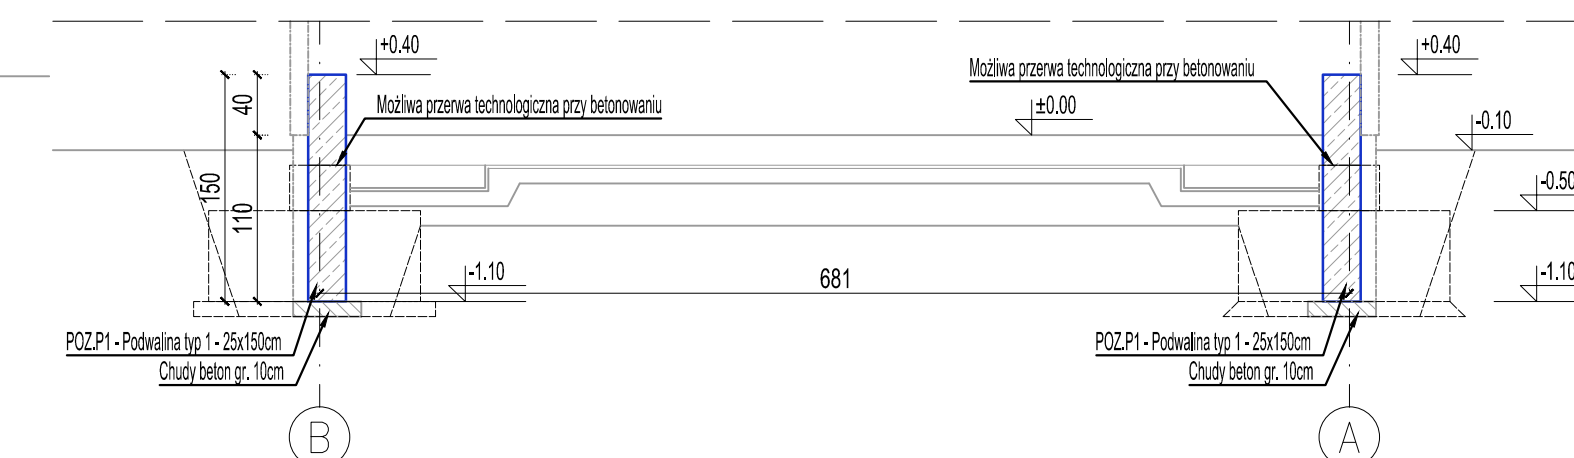 +0.40
+0.40
Możliwa przerwa technologiczna przy betonowaniu
Możliwa przerwa technologiczna przy betonowaniu
±0.00
-0.10
40
150
110
-0.50
-1.10
681
-1.10
POZ.P1 - Podwalina typ 1 - 25x150cm
Chudy beton gr. 10cm
POZ.P1 - Podwalina typ 1 - 25x150cm
Chudy beton gr. 10cm
B
A